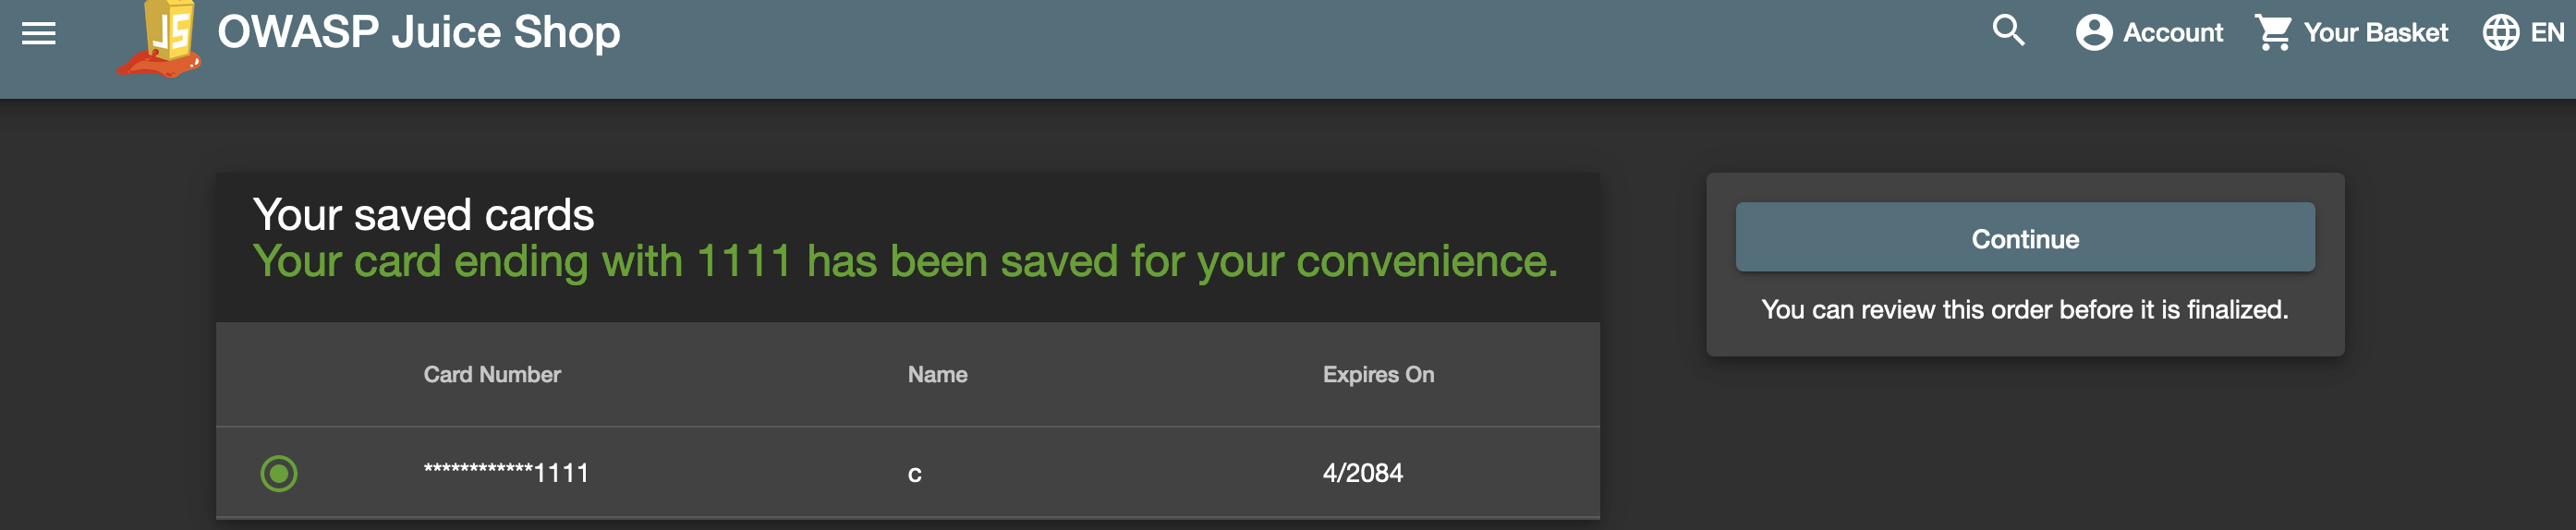 JS
OWASP Juice Shop
Account
Your Basket
EN
Your saved cards
Your card ending with 1111 has been saved for your convenience.
Continue
You can review this order before it is finalized.
Card Number Name Expires On
************1111 c 4/2084